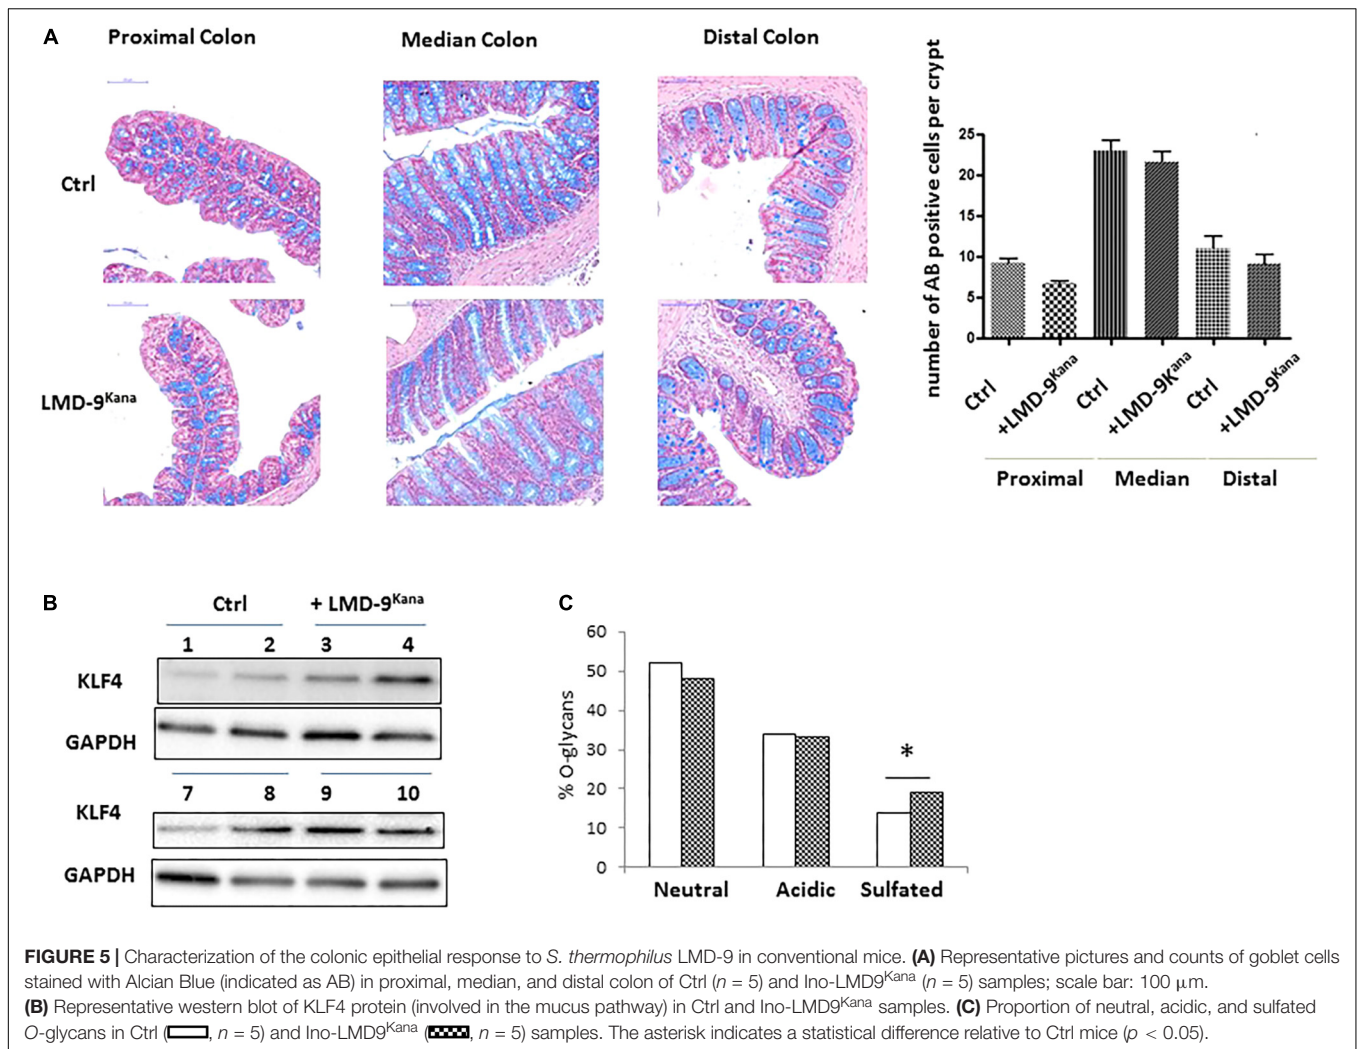 A
Proximal Colon
Median Colon
Distal Colon
Ctrl
LMD-9Kana
number of AB positive cells per crypt
25
20
15
10
5
0
Ctrl
+LMD-9Kana
Ctrl
+LMD-9Kana
Ctrl
+LMD-9Kana
Proximal
Median
Distal
B
Ctrl
+ LMD-9Kana
1 2 3 4
KLF4
GAPDH
7 8 9 10
KLF4
GAPDH
C
% O-glycans
60
50
40
30
20
10
0
*
Neutral
Acidic
Sulfated
FIGURE 5 | Characterization of the colonic epithelial response to S. thermophilus LMD-9 in conventional mice. (A) Representative pictures and counts of goblet cells
stained with Alcian Blue (indicated as AB) in proximal, median, and distal colon of Ctrl (n = 5) and Ino-LMD9Kana (n = 5) samples; scale bar: 100 μm.
(B) Representative western blot of KLF4 protein (involved in the mucus pathway) in Ctrl and Ino-LMD9Kana samples. (C) Proportion of neutral, acidic, and sulfated
O-glycans in Ctrl (, n = 5) and Ino-LMD9Kana (, n = 5) samples. The asterisk indicates a statistical difference relative to Ctrl mice (p < 0.05).